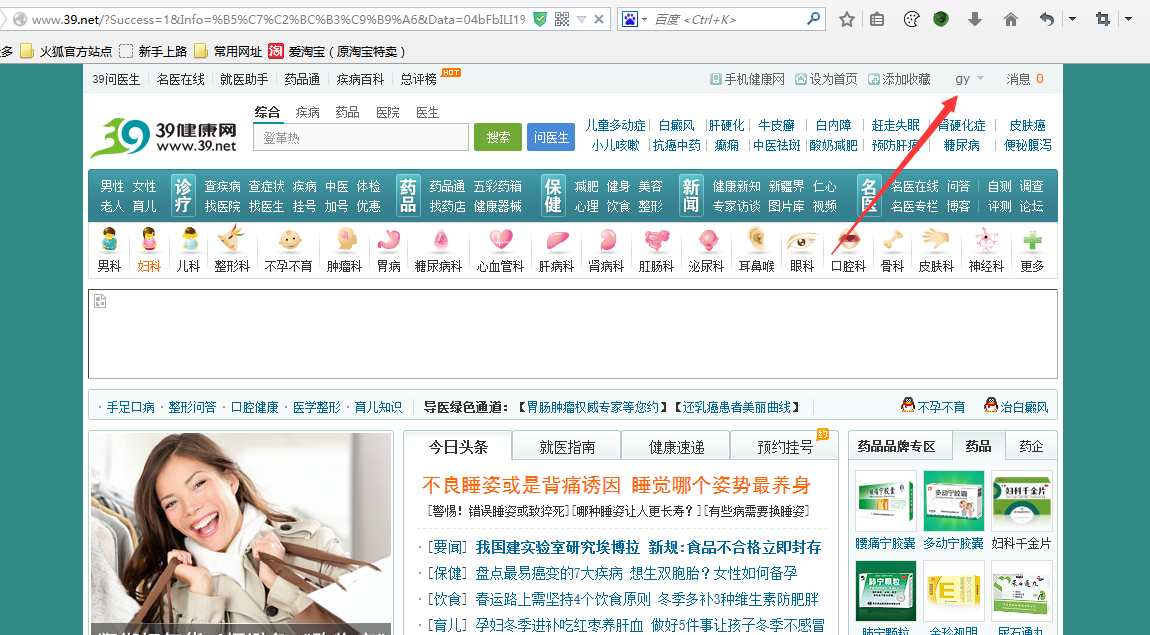 www.39.net/?Success=1&Info=%B5%C7%C2%BC%B3%C9%B9%A6&Data=04bFbILI1%
百度 <Ctrl+K>
多 火狐官方站点 新手上路 常用网址 淘 爱淘宝（原淘宝特卖）
39问医生 名医在线 就医助手 药品通 疾病百科 总评榜 HOT 手机健康网 设为首页 添加收藏 gy 消息 0
综合 疾病 药品 医院 医生
39 39健康网 www.39.net
登革热 搜索 问医生
儿童多动症 白癜风 肝硬化 牛皮癣 白内障 赶走失眠 肾硬化症 皮肤癌
小儿咳嗽 抗癌中药 癫痫 中医祛斑 酸奶减肥 预防肝癌 糖尿病 便秘腹泻
男性 女性 诊疗 查疾病 查症状 疾病 中医 体检 药品 药品通 五彩药箱 保健 减肥 健身 美容 新闻 健康新知 新疆界 仁心 名医 名医在线 问答 自测 调查
老人 育儿 找医院 找医生 挂号 加号 优惠 找药店 健康器械 心理 饮食 整形 专家访谈 图片库 视频 名医专栏 博客 评测 论坛
男科 妇科 儿科 整形科 不孕不育 肿瘤科 胃病 糖尿病科 心血管科 肝病科 肾病科 肛肠科 泌尿科 耳鼻喉 眼科 口腔科 骨科 皮肤科 神经科 更多
· 手足口病 · 整形问答 · 口腔健康 · 医学整形 · 育儿知识 导医绿色通道：【胃肠肿瘤权威专家等您约】【还乳癌患者美丽曲线】 不孕不育 治白癜风
今日头条 就医指南 健康速递 预约挂号 约
药品品牌专区 药品 药企
不良睡姿或是背痛诱因 睡觉哪个姿势最养身
[警惕！错误睡姿或致猝死][哪种睡姿让人更长寿？][有些病需要换睡姿]
· [要闻] 我国建实验室研究埃博拉 新规:食品不合格立即封存
· [保健] 盘点最易癌变的7大疾病 想生双胞胎？女性如何备孕
· [饮食] 春运路上需坚持4个饮食原则 冬季多补3种维生素防肥胖
· [育儿] 孕妇冬季进补吃红枣养肝血 做好5件事让孩子冬季不感冒
腰痛宁胶囊 多动宁胶囊 妇科千金片